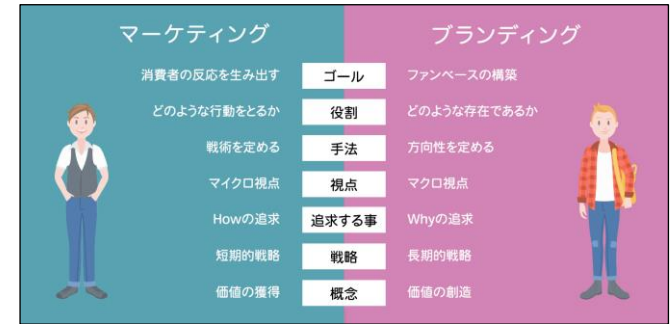 マーケティング ブランディング
消費者の反応を生み出す ゴール ファンベースの構築
どのような行動をとるか 役割 どのような存在であるか
戦術を定める 手法 方向性を定める
マイクロ視点 視点 マクロ視点
Howの追求 追求する事 Whyの追求
短期的戦略 戦略 長期的戦略
価値の獲得 概念 価値の創造